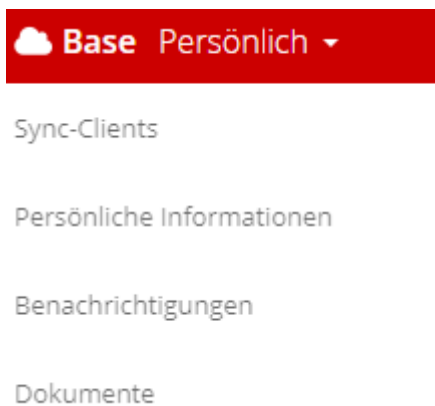 Base Persönlich
Sync-Clients
Persönliche Informationen
Benachrichtigungen
Dokumente